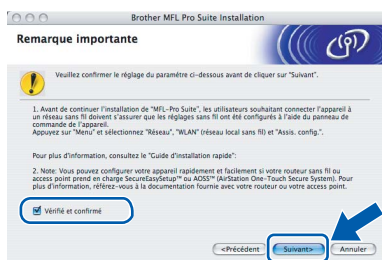 Brother MFL Pro Suite Installation
Remarque importante
Veuillez confirmer le réglage du paramètre ci-dessous avant de cliquer sur "Suivant".
1. Avant de continuer l'installation de "MFL-Pro Suite", les utilisateurs souhaitant connecter l'appareil à
un réseau sans fil doivent s'assurer que les réglages sans fil ont été configurés à l'aide du panneau de
commande de l'appareil.
Appuyez sur "Menu" et sélectionnez "Réseau", "WLAN" (réseau local sans fil) et "Assis. config.".
Pour plus d'information, consultez le "Guide d'installation rapide":
2. Note: Vous pouvez configurer votre appareil rapidement et facilement si votre routeur sans fil ou
access point prend en charge SecureEasySetup™ ou AOSS™ (AirStation One-Touch Secure System). Pour
plus d'information, référez-vous à la documentation fournie avec votre routeur ou votre access point.
Vérifié et confirmé
<Précédent Suivant> Annuler